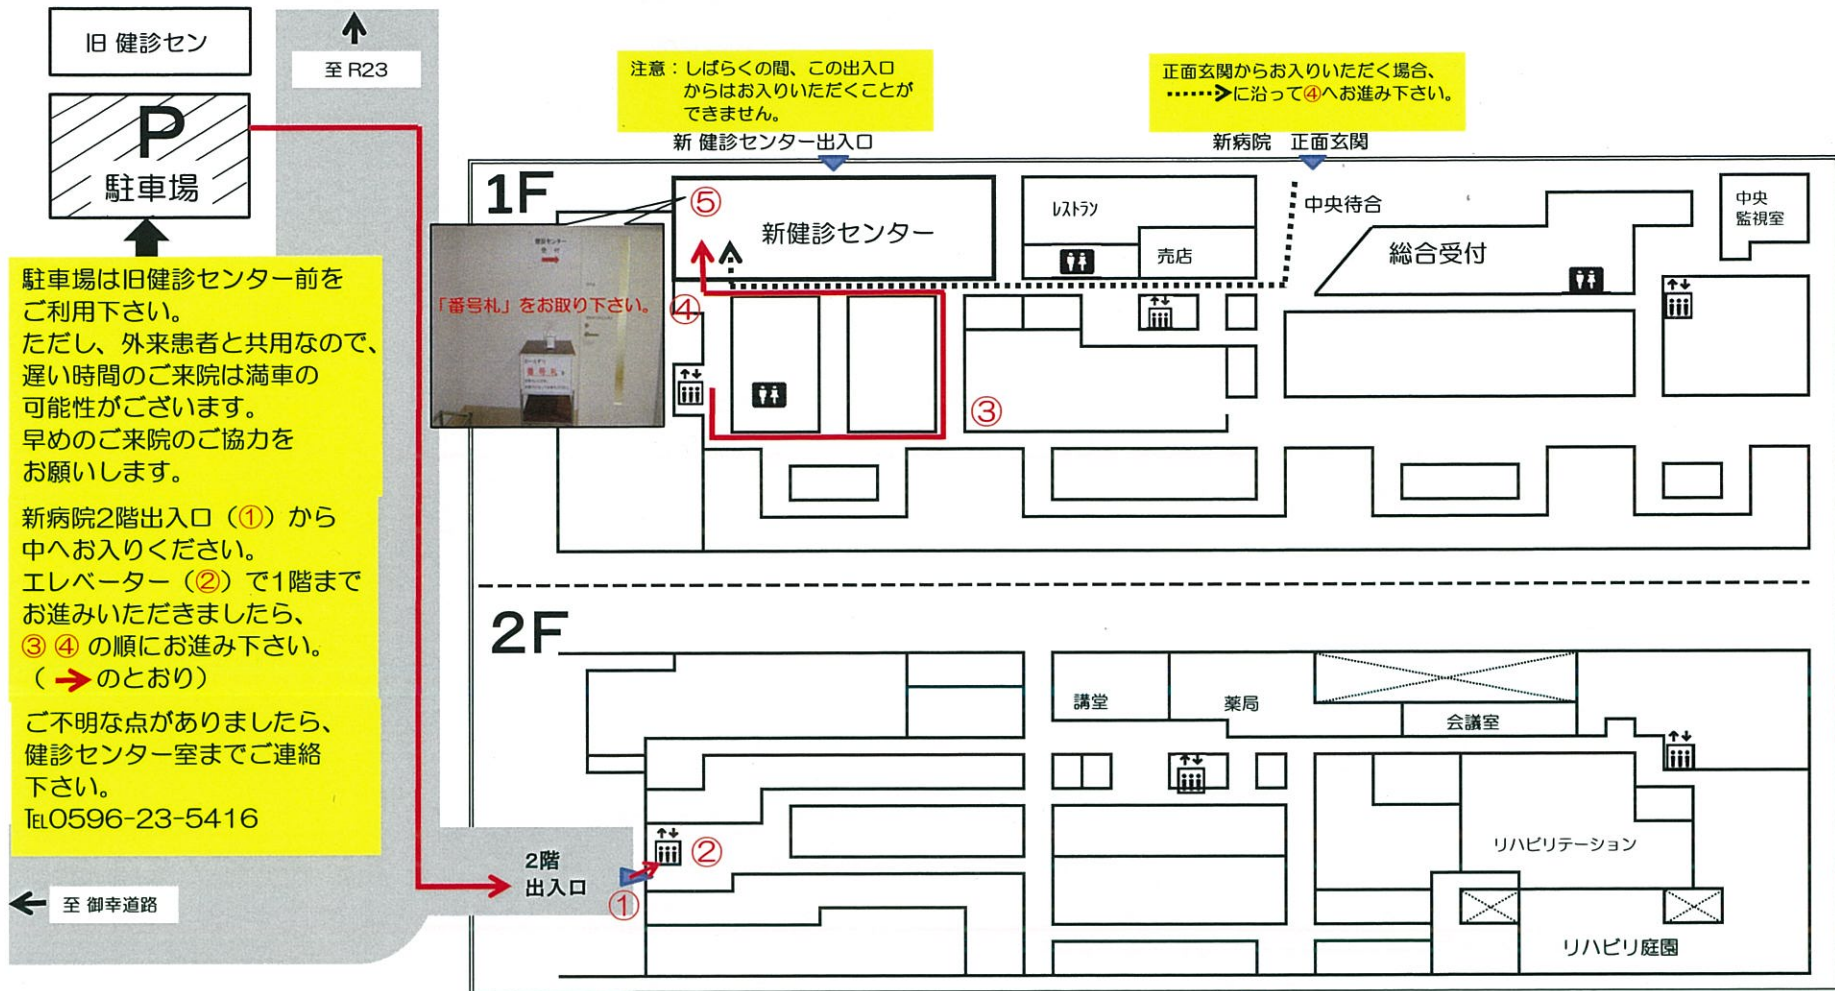 旧 健診セン
至 R23
P
駐車場
駐車場は旧健診センター前を
ご利用下さい。
ただし、外来患者と共用なので、
遅い時間のご来院は満車の
可能性がございます。
早めのご来院のご協力を
お願いします。
新病院2階出入口（①）から
中へお入りください。
エレベーター（②）で1階まで
お進みいただきましたら、
③ ④ の順にお進み下さい。
（ → のとおり）
ご不明な点がありましたら、
健診センター室までご連絡
下さい。
℡0596-23-5416
← 至 御幸道路
注意：しばらくの間、この出入口
からはお入りいただくことが
できません。
新 健診センター出入口
正面玄関からお入りいただく場合、
に沿って④へお進み下さい。
新病院 正面玄関
1F
⑤
新健診センター
レストラン
売店
中央待合
総合受付
中央
監視室
健診センター
受 付
「番号札」をお取り下さい。
番号札
④
③
2F
講堂
薬局
会議室
リハビリテーション
リハビリ庭園
2階
出入口
①
②